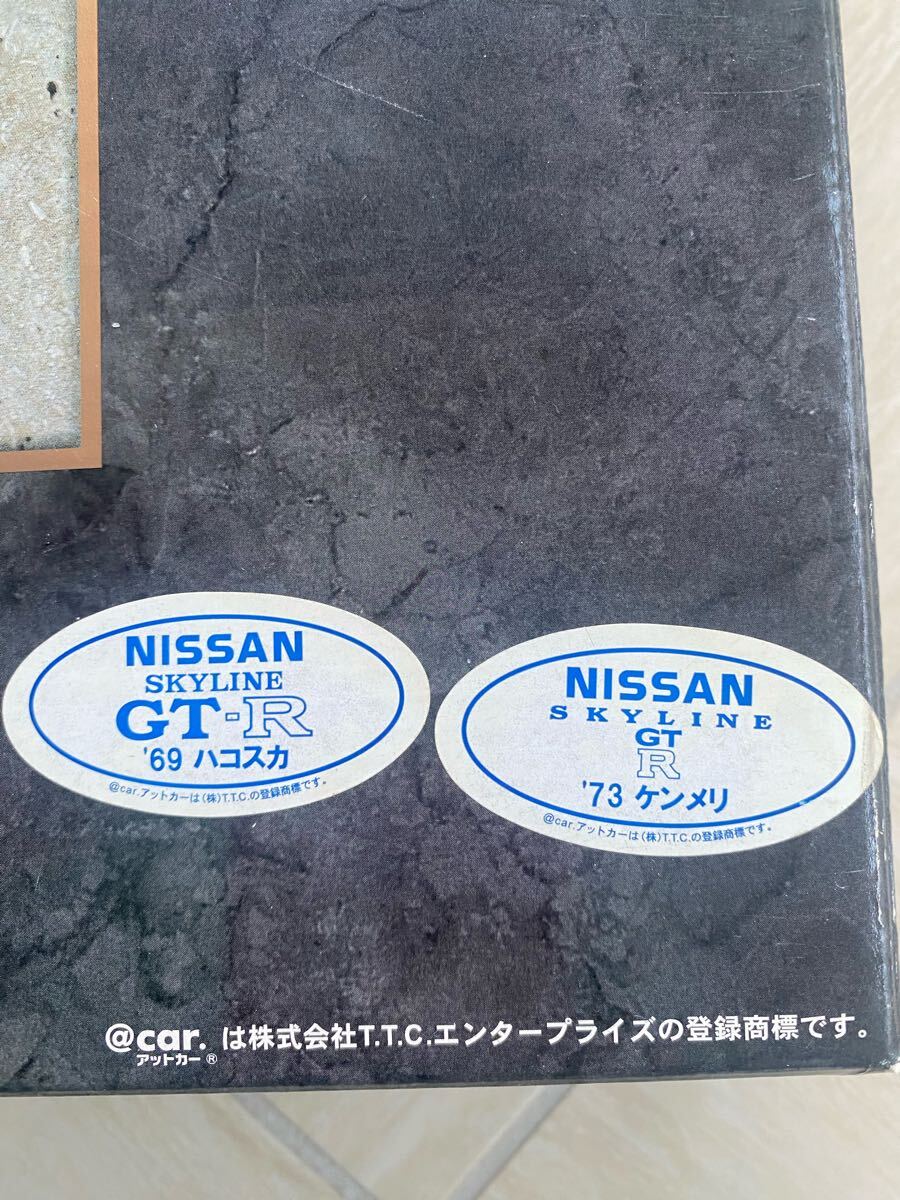 NISSAN
SKYLINE
GT-R
'69 ハコスカ
@car.アットカーは(株)T.T.C.の登録商標です。
NISSAN
SKYLINE
GT
R
'73 ケンメリ
@car.アットカーは(株)T.T.C.の登録商標です。
@car. は株式会社T.T.C.エンタープライズの登録商標です。
アットカー®